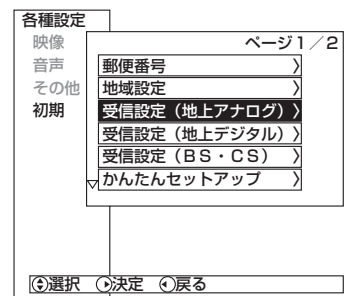 各種設定
映像
音声
その他
初期
ページ1／2
郵便番号 〉
地域設定 〉
受信設定（地上アナログ）〉
受信設定（地上デジタル）〉
受信設定（ＢＳ・ＣＳ） 〉
かんたんセットアップ 〉
選択 決定 戻る